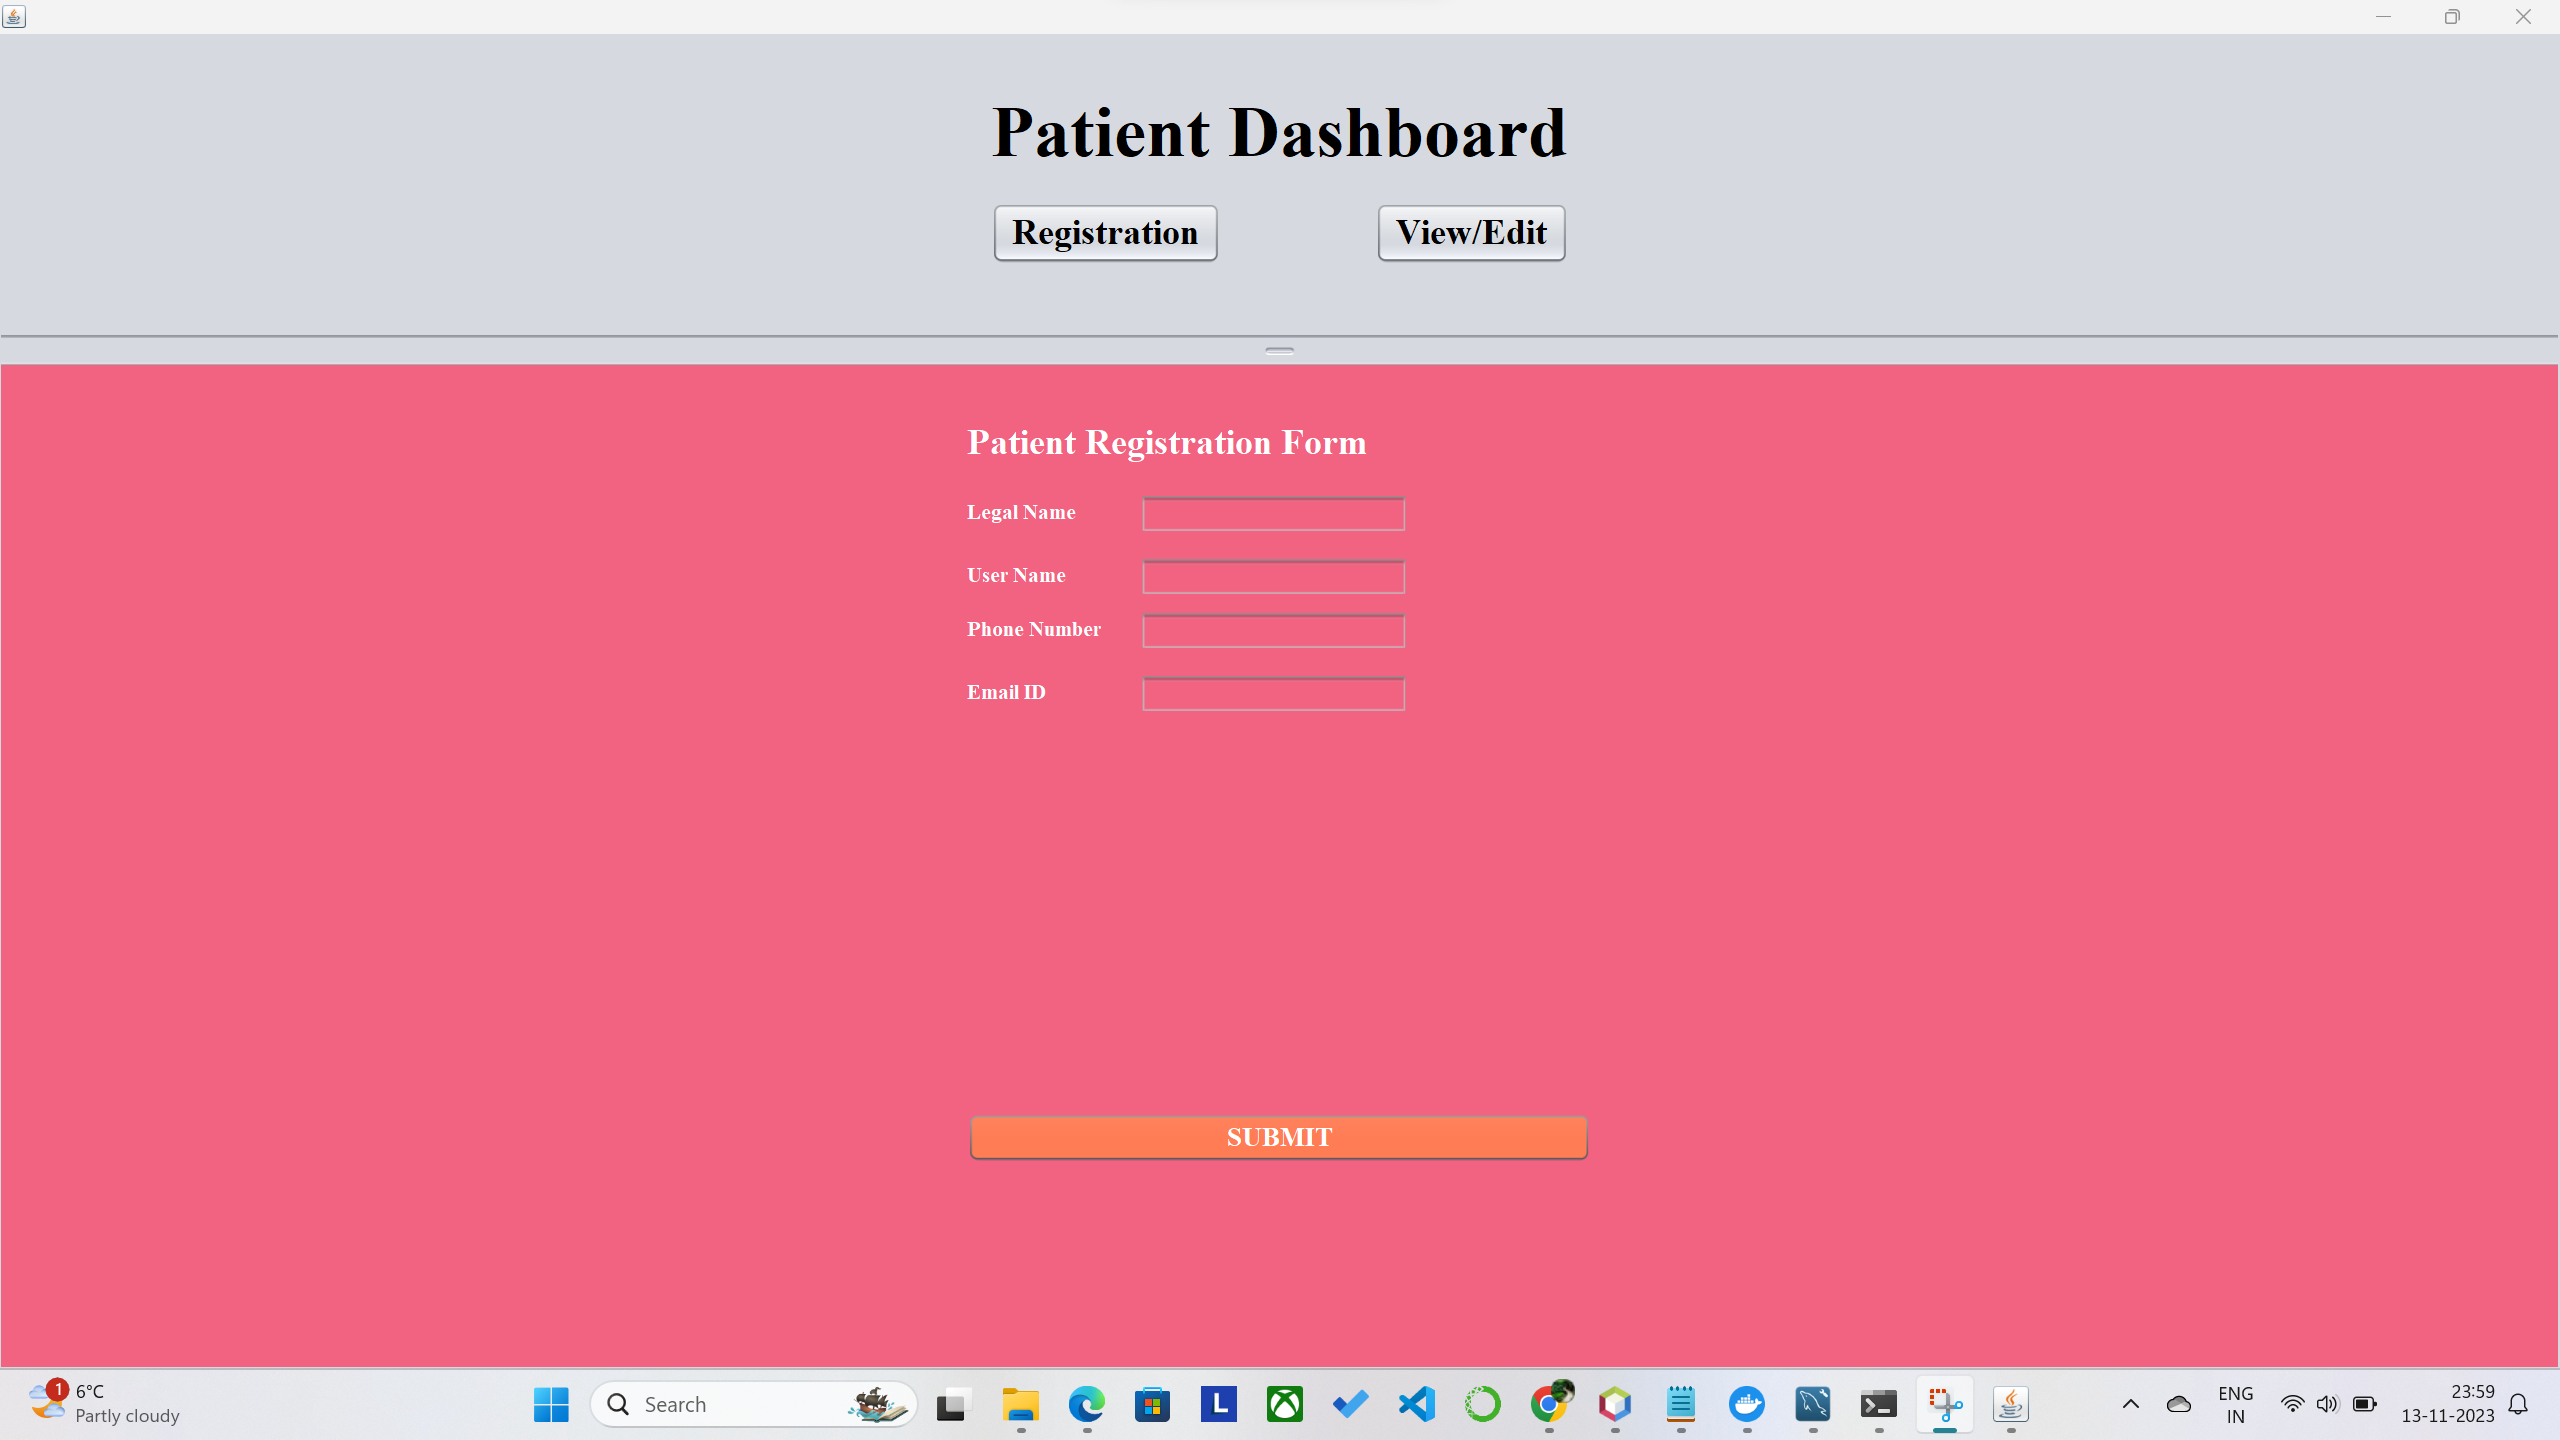 Patient Dashboard
Registration
View/Edit
Patient Registration Form
Legal Name
User Name
Phone Number
Email ID
SUBMIT
1
6°C
Partly cloudy
Search
L
ENG
IN
23:59
13-11-2023